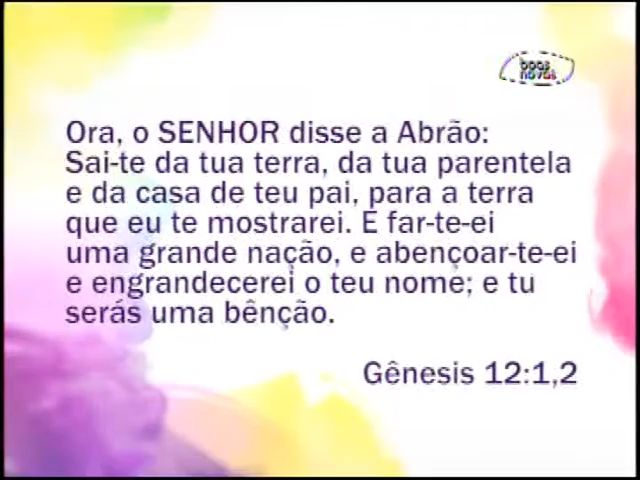 boas
novas
Ora, o SENHOR disse a Abrão:
Sai-te da tua terra, da tua parentela
e da casa de teu pai, para a terra
que eu te mostrarei. E far-te-ei
uma grande nação, e abençoar-te-ei
e engrandecerei o teu nome; e tu
serás uma bênção.
Gênesis 12:1,2